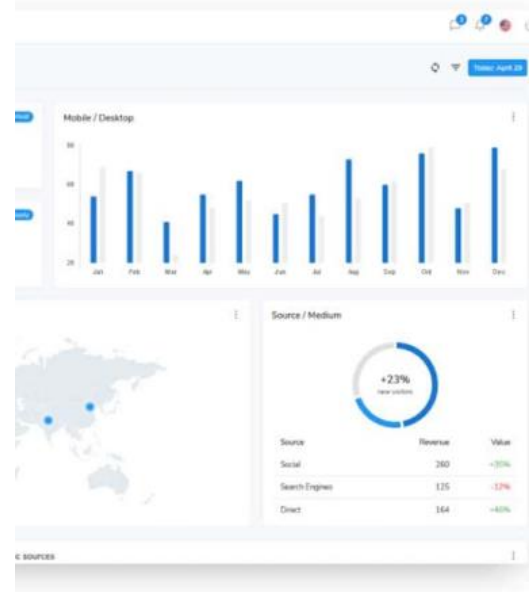 Today: April 29
Mobile / Desktop
80
60
40
20
Jan Feb Mar Apr May Jun Jul Aug Sep Oct Nov Dec
Source / Medium
+23%
new visitors
Source Revenue Value
Social 260 +35%
Search Engines 125 -12%
Direct 164 +46%
c sources